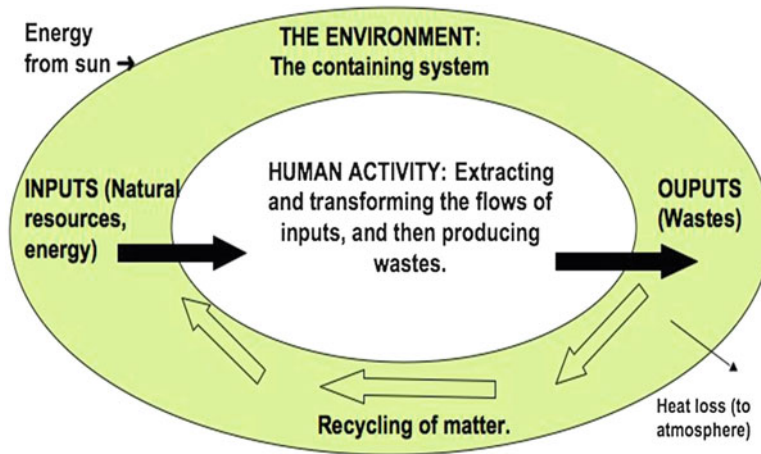 Energy
from sun →
THE ENVIRONMENT:
The containing system
INPUTS (Natural
resources,
energy)
HUMAN ACTIVITY: Extracting
and transforming the flows of
inputs, and then producing
wastes.
OUPUTS
(Wastes)
Recycling of matter.
Heat loss (to
atmosphere)